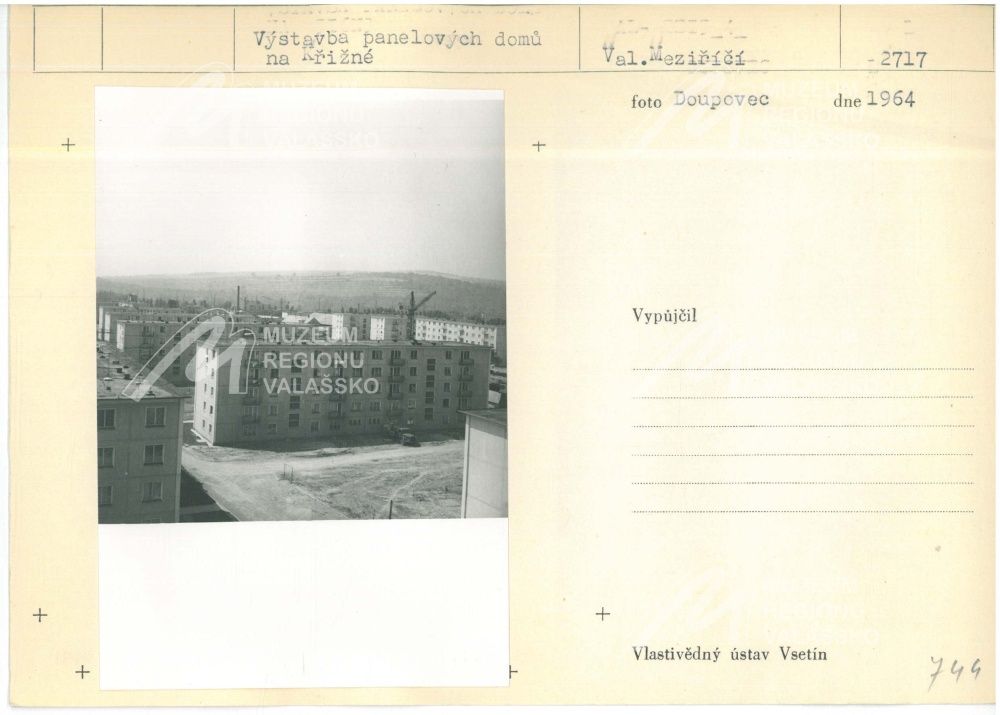 Výstavba panelových domů
na Křižné
Val.Meziříčí
-2717
foto Doupovec dne 1964
MUZEUM
REGIONU
VALAŠSKO
Vypůjčil
Vlastivědný ústav Vsetín
744